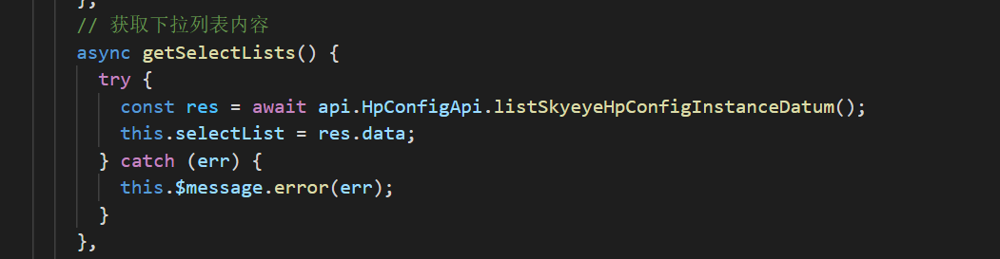 },
// 获取下拉列表内容
async getSelectLists() {
try {
const res = await api.HpConfigApi.listSkyeyeHpConfigInstanceDatum();
this.selectList = res.data;
} catch (err) {
this.$message.error(err);
}
},